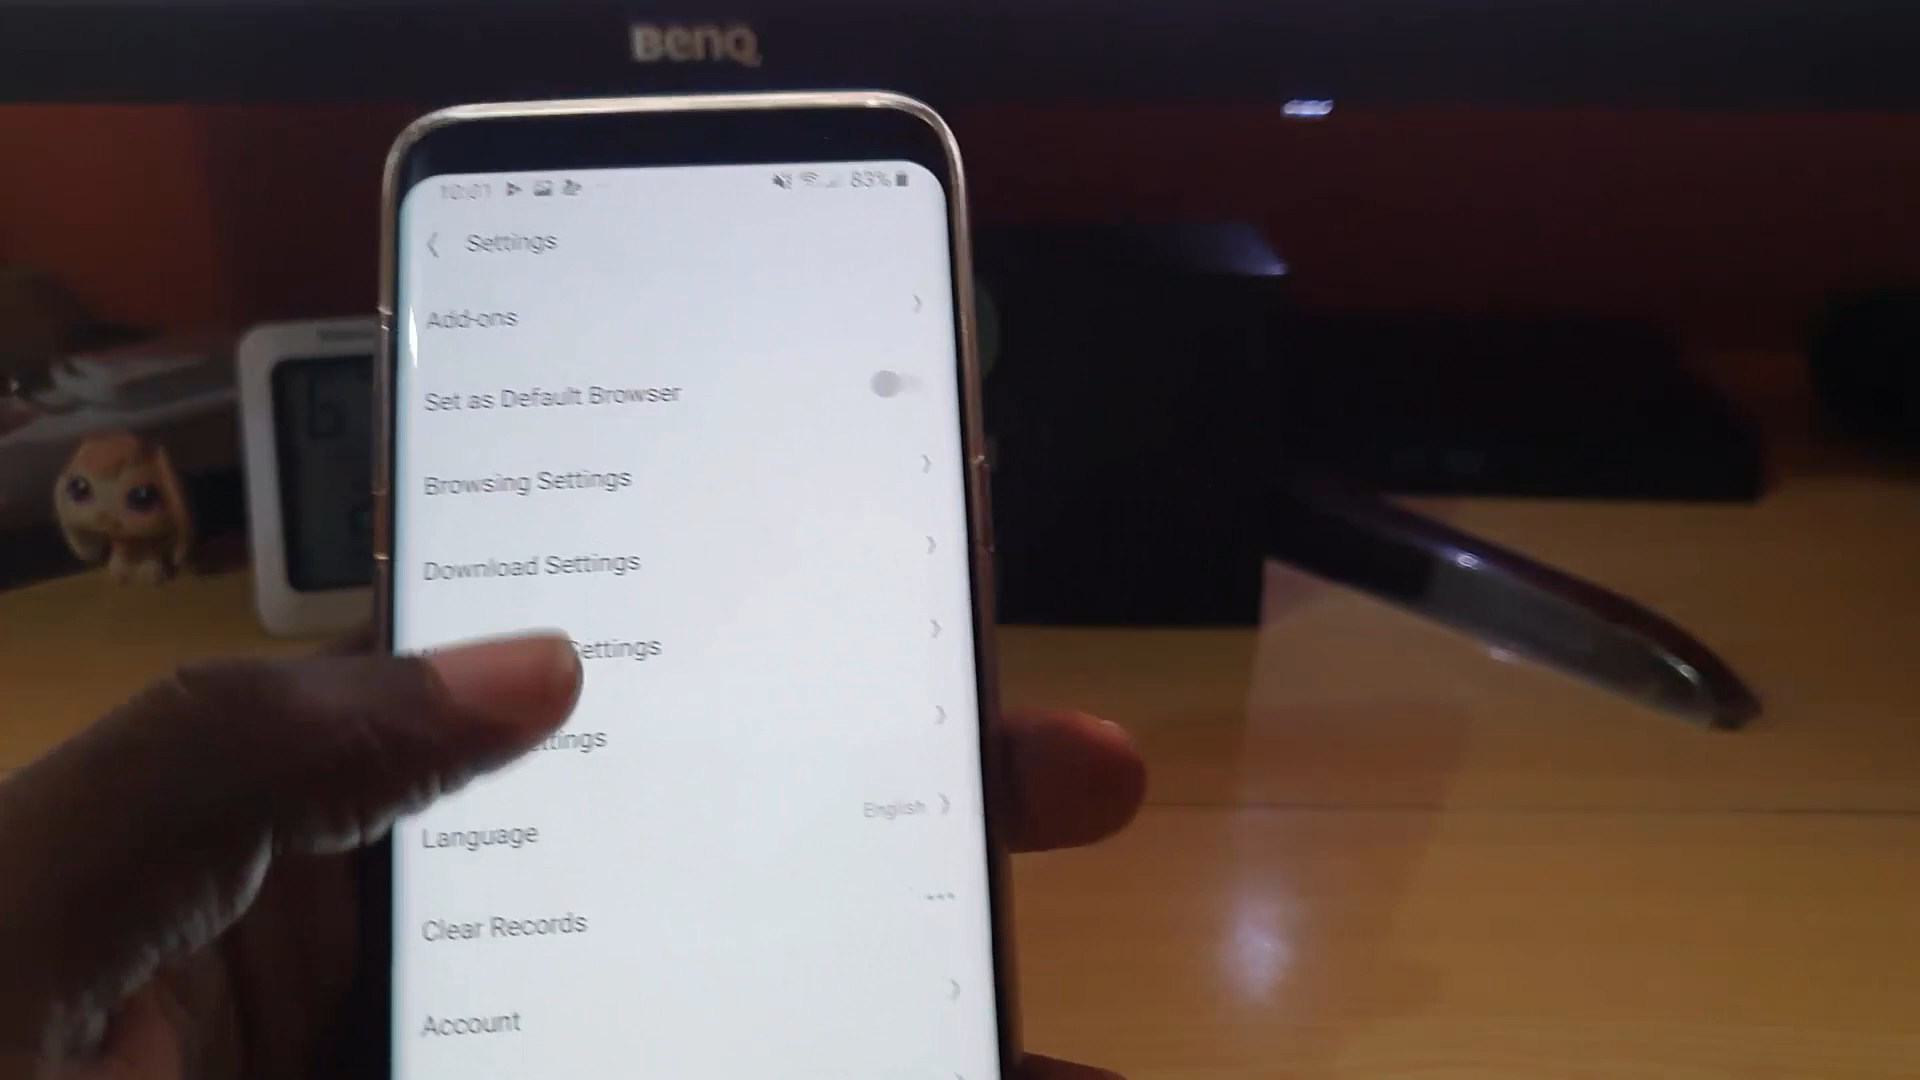 BenQ
10:01 83%
Settings
Add-ons
Set as Default Browser
Browsing Settings
Download Settings
Settings
Language English
Clear Records
Account